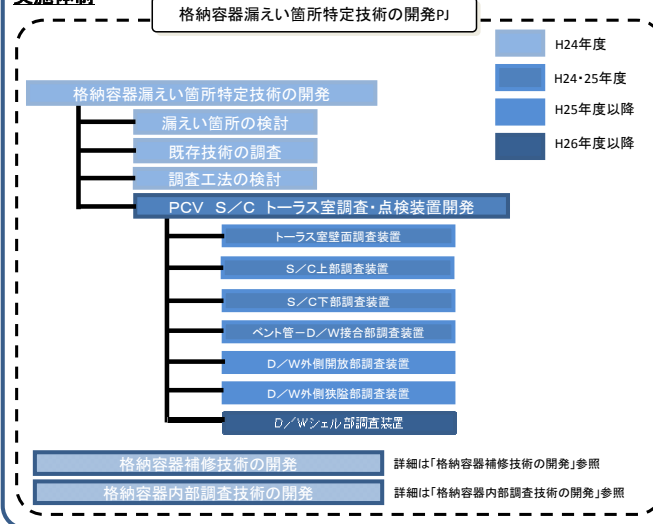 実施体制
格納容器漏えい箇所特定技術の開発PJ
H24年度
H24・25年度
H25年度以降
H26年度以降
格納容器漏えい箇所特定技術の開発
漏えい箇所の検討
既存技術の調査
調査工法の検討
PCV S/C トーラス室調査・点検装置開発
トーラス室壁面調査装置
S/C上部調査装置
S/C下部調査装置
ベント管－D/W接合部調査装置
D/W外側開放部調査装置
D/W外側狭隘部調査装置
D/Wシェル部調査装置
格納容器補修技術の開発 詳細は「格納容器補修技術の開発」参照
格納容器内部調査技術の開発 詳細は「格納容器内部調査技術の開発」参照